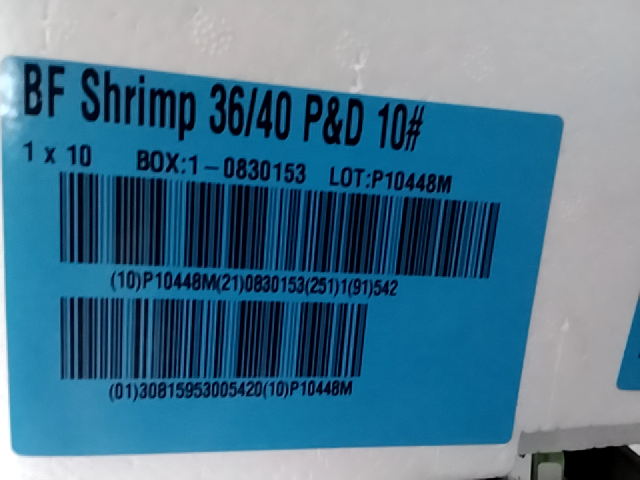 BF Shrimp 36/40 P&D 10#
1 x 10 BOX:1-0830153 LOT:P10448M
(10)P10448M(21)0830153(251)1(91)542
(01)30815953005420(10)P10448M